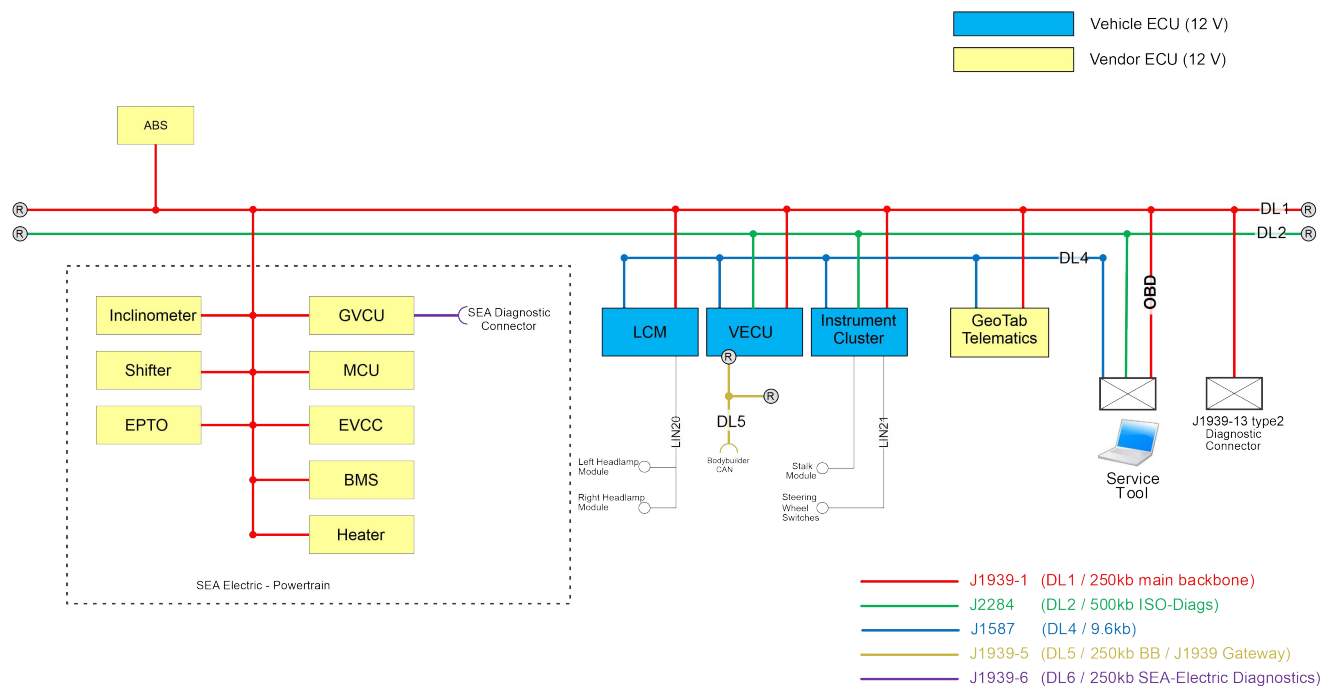 Vehicle ECU (12 V)
Vendor ECU (12 V)
ABS
R
DL1
R
R
DL2
R
DL4
OBD
Inclinometer
GVCU
SEA Diagnostic
Connector
Shifter
MCU
EPTO
EVCC
BMS
Heater
SEA Electric - Powertrain
LCM
VECU
Instrument
Cluster
GeoTab
Telematics
R
R
DL5
Bodybuilder
CAN
LIN20
Left Headlamp
Module
Right Headlamp
Module
LIN21
Stalk
Module
Steering
Wheel
Switches
Service
Tool
J1939-13 type2
Diagnostic
Connector
J1939-1 (DL1 / 250kb main backbone)
J2284 (DL2 / 500kb ISO-Diags)
J1587 (DL4 / 9.6kb)
J1939-5 (DL5 / 250kb BB / J1939 Gateway)
J1939-6 (DL6 / 250kb SEA-Electric Diagnostics)